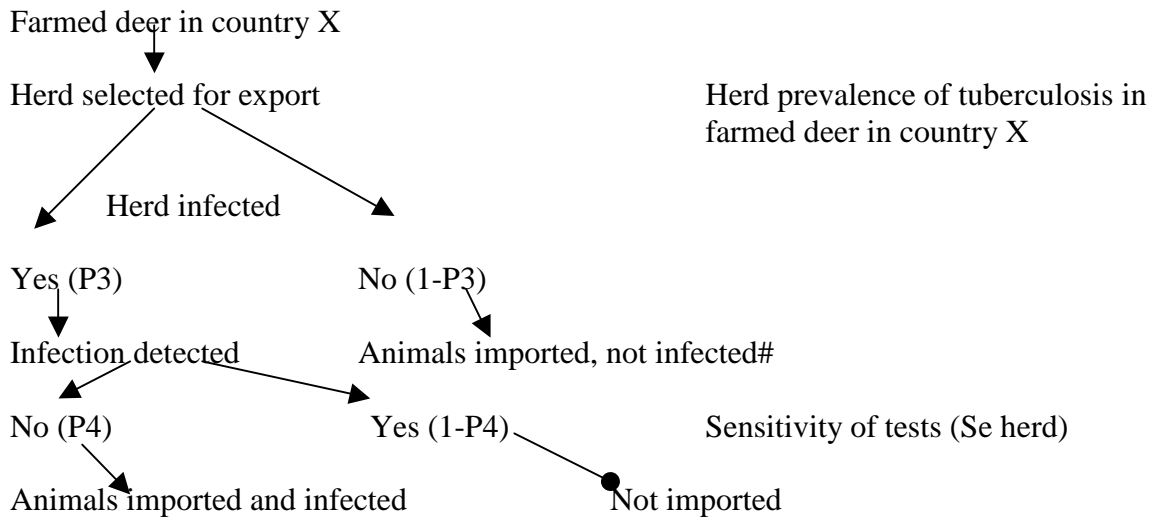 Farmed deer in country X
Herd selected for export
Herd prevalence of tuberculosis in
farmed deer in country X
Herd infected
Yes (P3)
No (1-P3)
Infection detected
Animals imported, not infected#
No (P4)
Yes (1-P4)
Sensitivity of tests (Se herd)
Animals imported and infected
Not imported